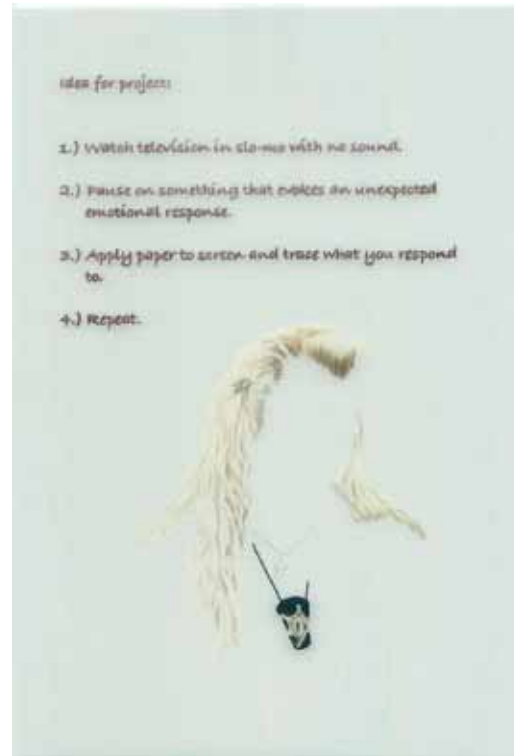 Idea for project:
1.) Watch television in slo-mo with no sound.
2.) Pause on something that evokes an unexpected
emotional response.
3.) Apply paper to screen and trace what you respond
to.
4.) Repeat.